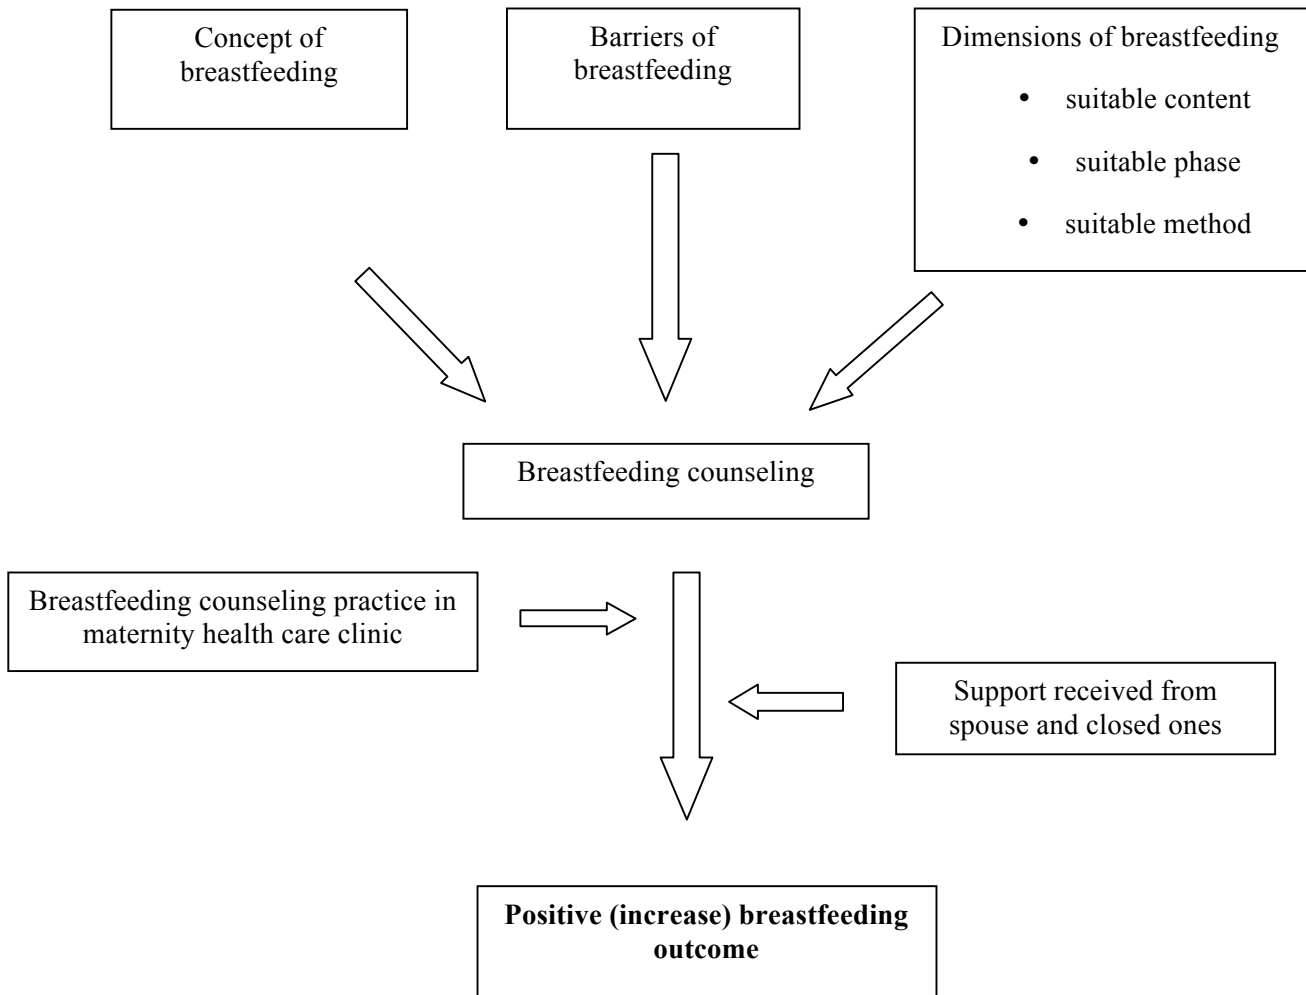 Concept of
breastfeeding
Barriers of
breastfeeding
Dimensions of breastfeeding
• suitable content
• suitable phase
• suitable method
Breastfeeding counseling
Breastfeeding counseling practice in
maternity health care clinic
Support received from
spouse and closed ones
Positive (increase) breastfeeding
outcome